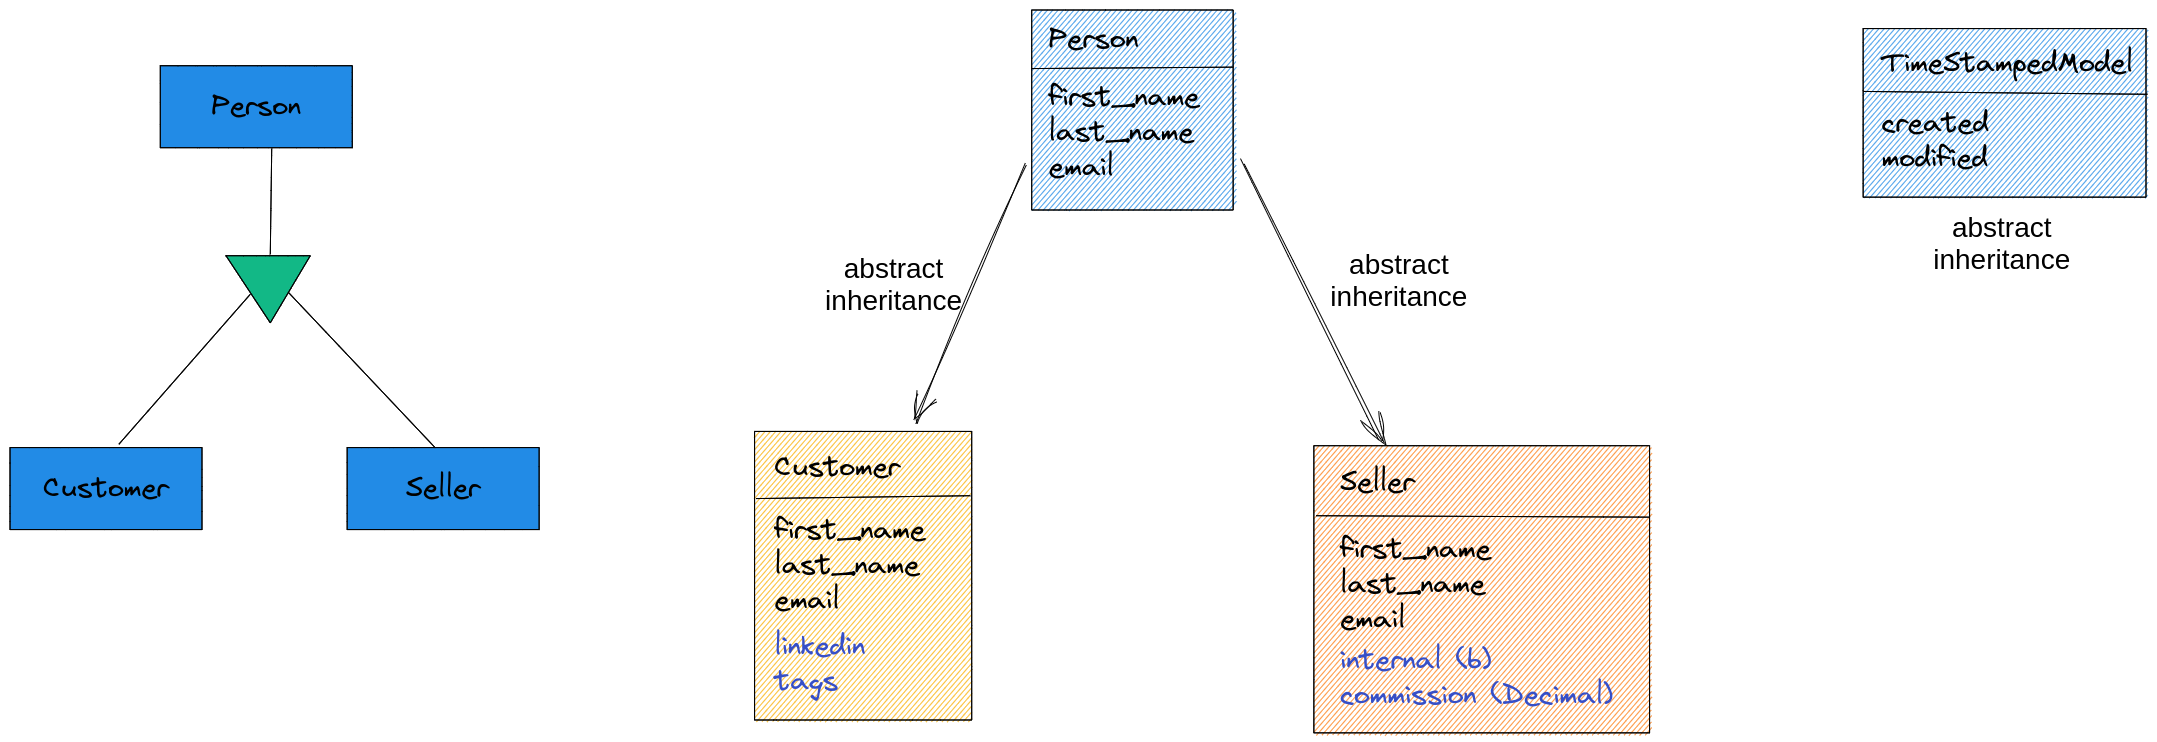 Person
Customer
Seller
Person
first_name
last_name
email
abstract
inheritance
abstract
inheritance
Customer
first_name
last_name
email
linkedin
tags
Seller
first_name
last_name
email
internal (b)
commission (Decimal)
TimeStampedModel
created
modified
abstract
inheritance